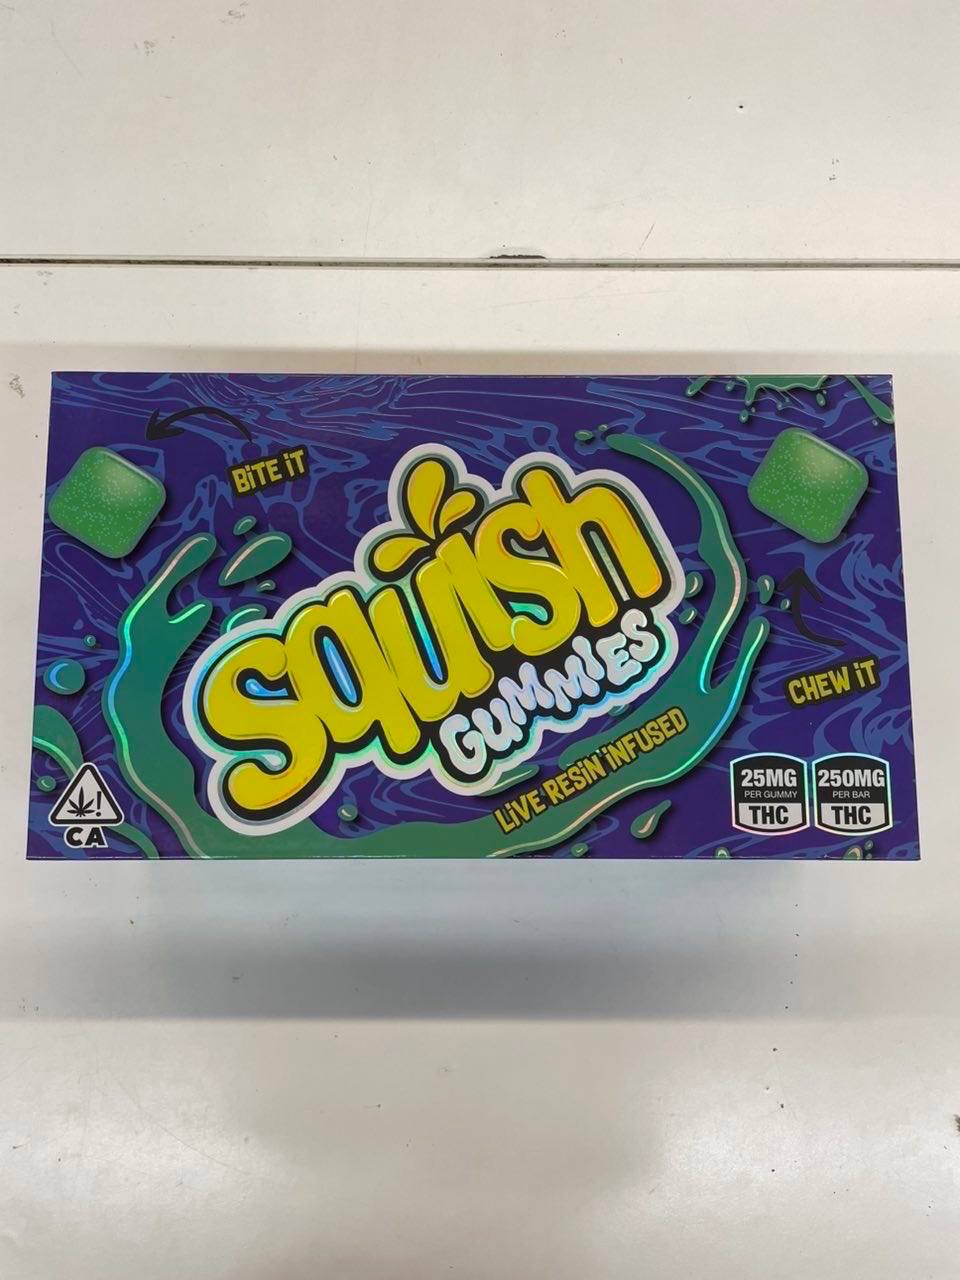 BiTE iT
squish
GUMMiES
LiVE RESiN iNFUSED
CHEW iT
!
CA
25MG
PER GUMMY
THC
250MG
PER BAR
THC